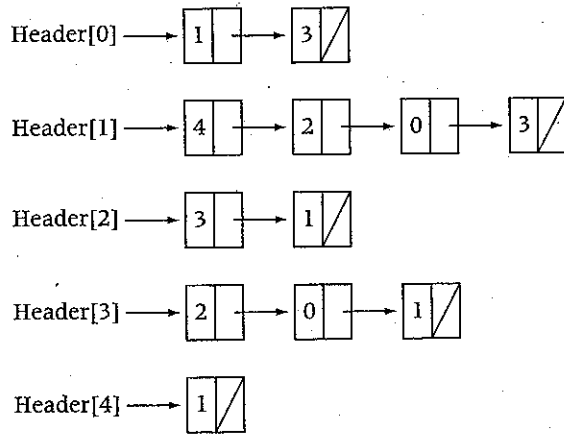 Header[0] 1 3
Header[1] 4 2 0 3
Header[2] 3 1
Header[3] 2 0 1
Header[4] 1